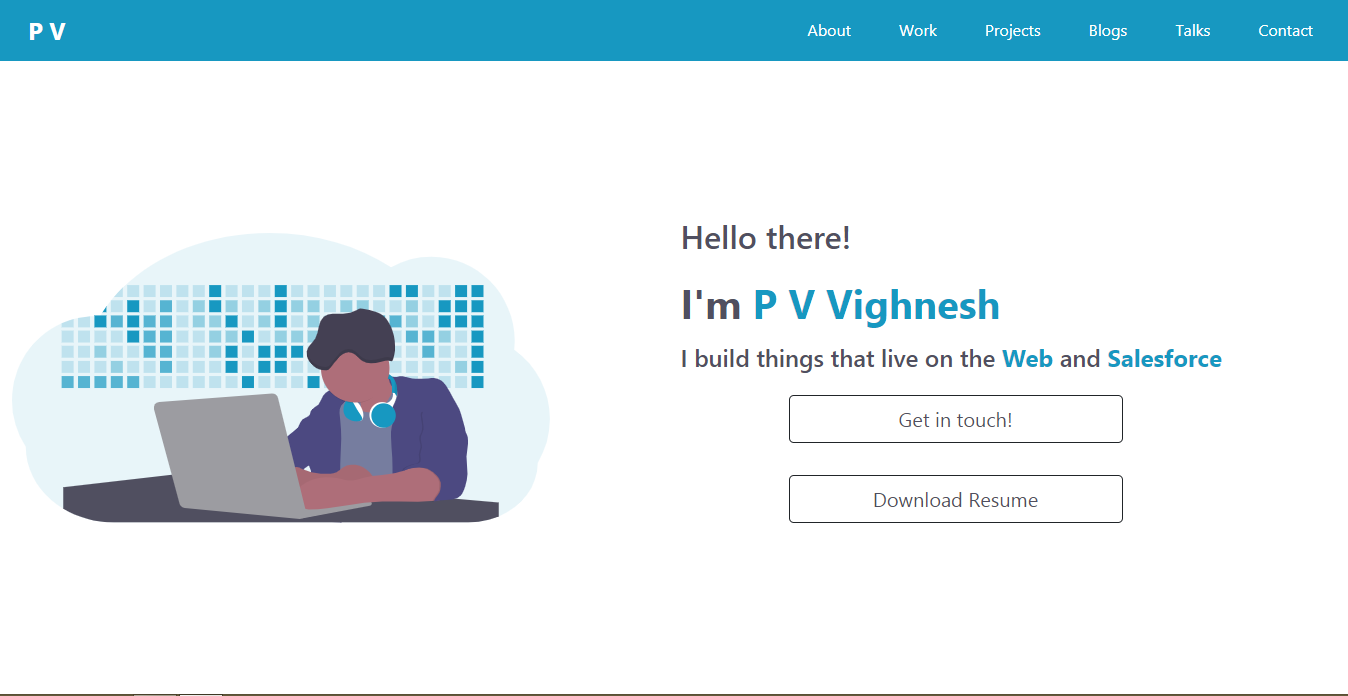 P V
About Work Projects Blogs Talks Contact
Hello there!
I'm P V Vighnesh
I build things that live on the Web and Salesforce
Get in touch!
Download Resume